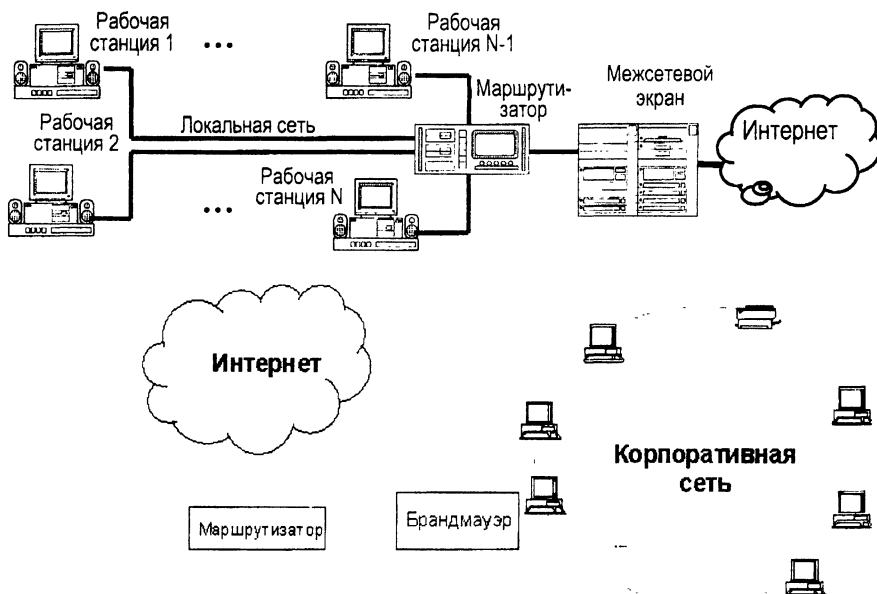 Рабочая
станция 1
...
Рабочая
станция N-1
Межсетевой
экран
Маршрути-
затор
Интернет
Рабочая
станция 2
Локальная сеть
Рабочая
станция N
...
Интернет
Корпоративная
сеть
Маршрутизатор
Брандмауэр